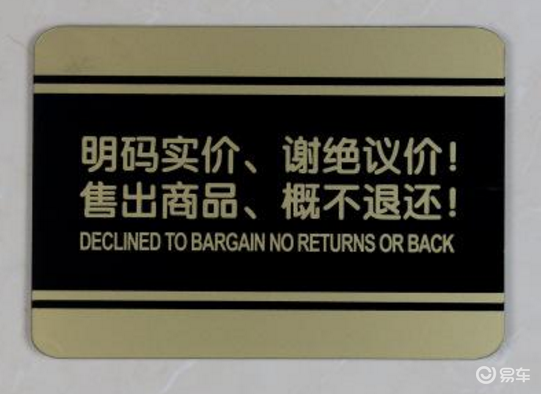 明码实价、谢绝议价!
售出商品、概不退还!
DECLINED TO BARGAIN NO RETURNS OR BACK
易车